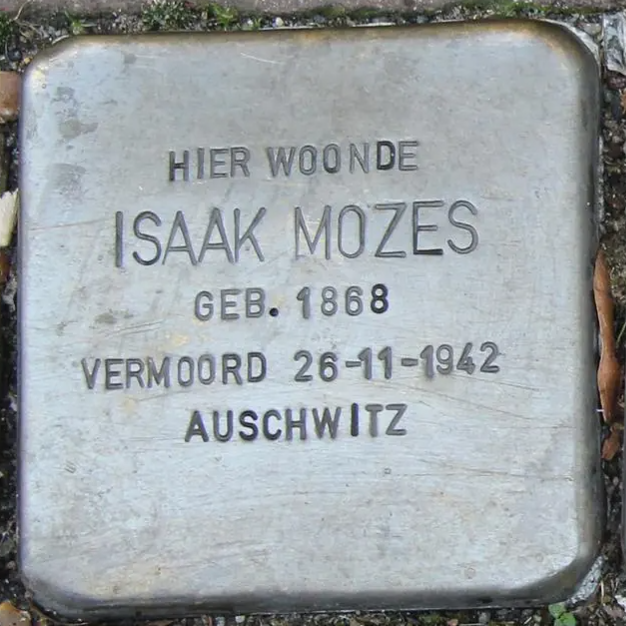 HIER WOONDE
ISAAK MOZES
GEB. 1868
VERMOORD 26-11-1942
AUSCHWITZ